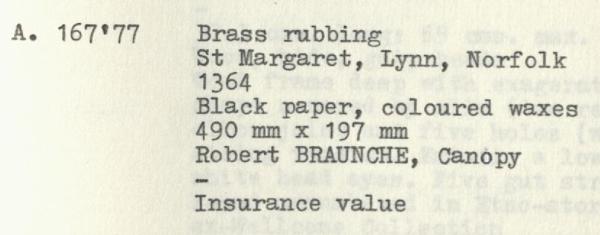 A. 167'77 Brass rubbing
St Margaret, Lynn, Norfolk
1364
Black paper, coloured waxes
490 mm x 197 mm
Robert BRAUNCHE, Canopy
-
Insurance value